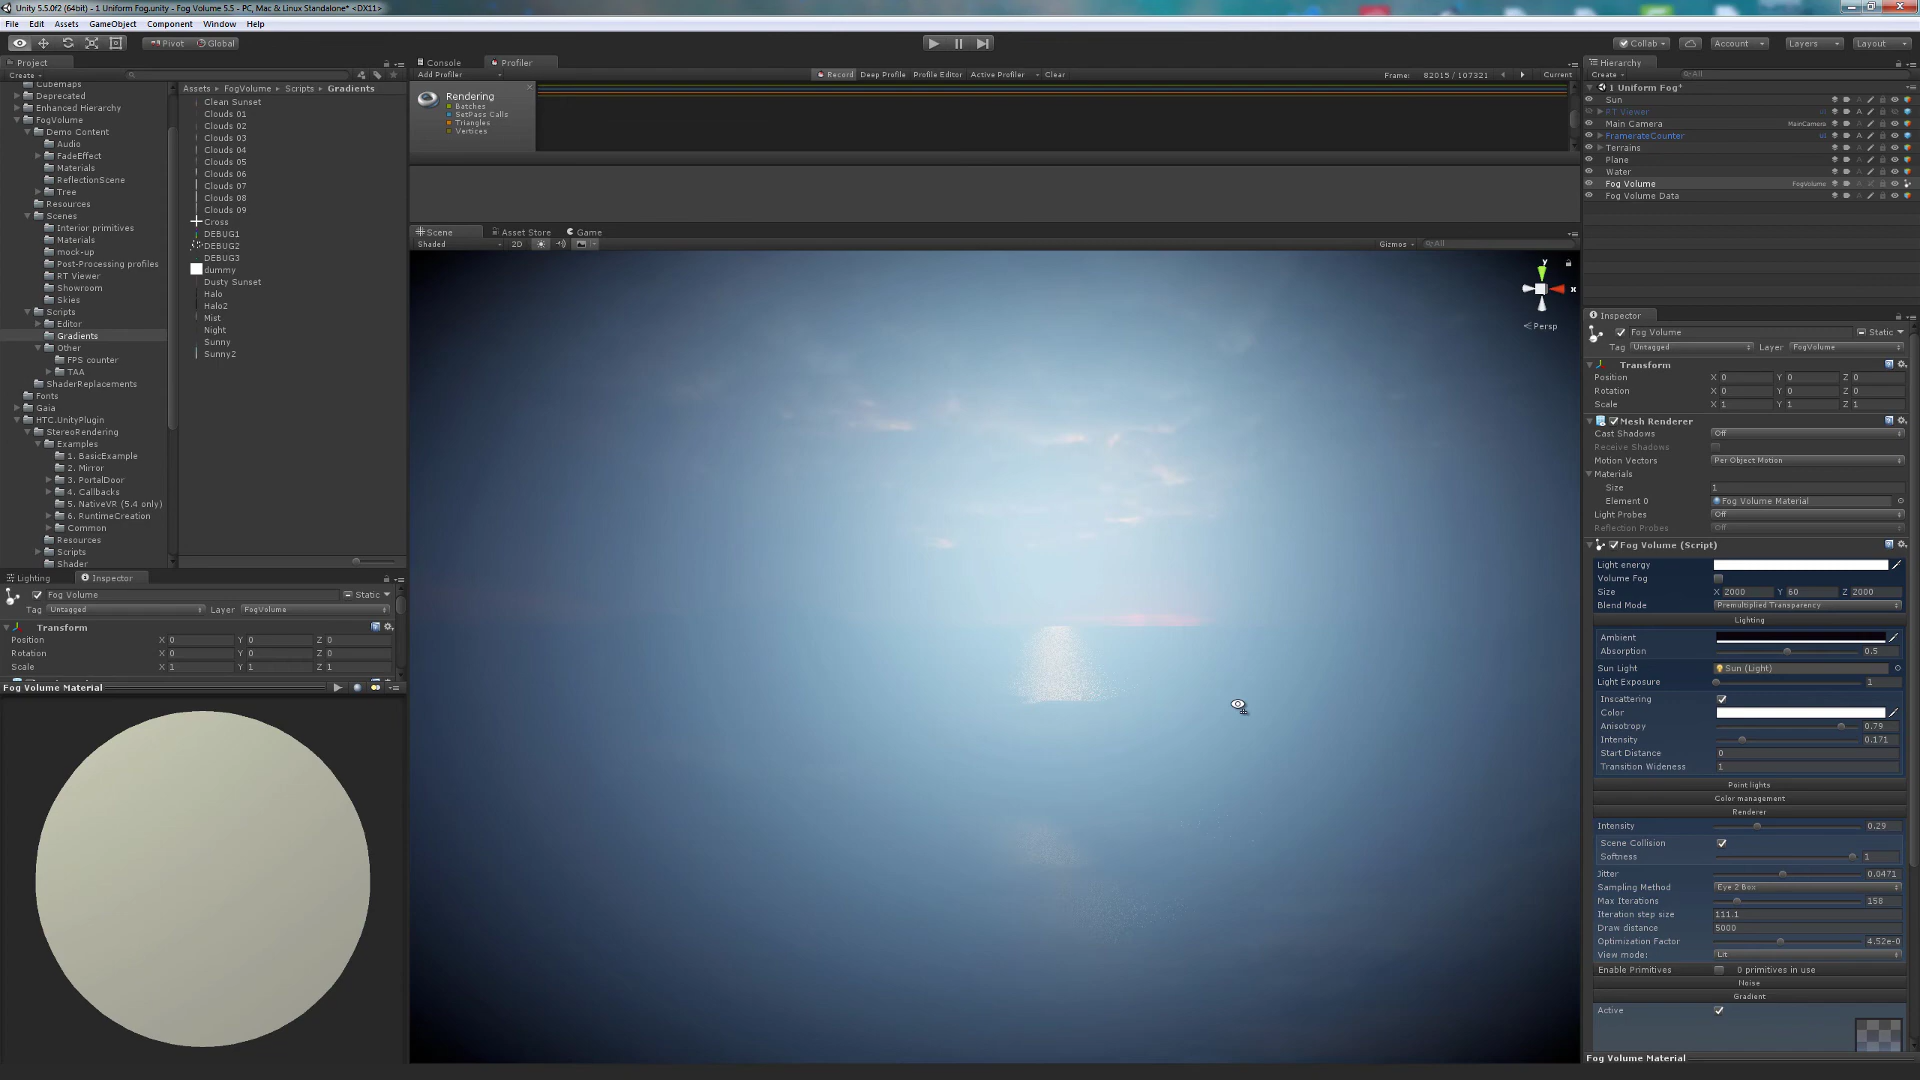 Unity 5.5.0f2 (64bit) - 1 Uniform Fog.unity - Fog Volume 5.5 - PC, Mac & Linux Standalone* <DX11>
File Edit Assets GameObject Component Window Help
Pivot Global
Collab Account Layers Layout
Project
Create
Cubemaps
Deprecated
Enhanced Hierarchy
FogVolume
Demo Content
Audio
FadeEffect
Materials
ReflectionScene
Tree
Resources
Scenes
Interior primitives
Materials
mock-up
Post-Processing profiles
RT Viewer
Showroom
Skies
Scripts
Editor
Gradients
Other
FPS counter
TAA
ShaderReplacements
Fonts
Gaia
HTC.UnityPlugin
StereoRendering
Examples
1. BasicExample
2. Mirror
3. PortalDoor
4. Callbacks
5. NativeVR (5.4 only)
6. RuntimeCreation
Common
Resources
Scripts
Shader
Assets FogVolume Scripts Gradients
Clean Sunset
Clouds 01
Clouds 02
Clouds 03
Clouds 04
Clouds 05
Clouds 06
Clouds 07
Clouds 08
Clouds 09
Cross
DEBUG1
DEBUG2
DEBUG3
dummy
Dusty Sunset
Halo
Halo2
Mist
Night
Sunny
Sunny2
Lighting Inspector
Fog Volume Static
Tag Untagged Layer FogVolume
Transform
Position X 0 Y 0 Z 0
Rotation X 0 Y 0 Z 0
Scale X 1 Y 1 Z 1
Fog Volume Material
Console Profiler
Add Profiler Record Deep Profile Profile Editor Active Profiler Clear Frame: 82015 / 107321 Current
Rendering
Batches
SetPass Calls
Triangles
Vertices
Scene Asset Store Game
Shaded 2D Gizmos All
y
x
Persp
Hierarchy
Create All
1 Uniform Fog*
Sun
RT Viewer
Main Camera MainCamera
FramerateCounter UI
Terrains
Plane
Water
Fog Volume FogVolume
Fog Volume Data
Inspector
Fog Volume Static
Tag Untagged Layer FogVolume
Transform
Position X 0 Y 0 Z 0
Rotation X 0 Y 0 Z 0
Scale X 1 Y 1 Z 1
Mesh Renderer
Cast Shadows Off
Receive Shadows
Motion Vectors Per Object Motion
Materials
Size 1
Element 0 Fog Volume Material
Light Probes Off
Reflection Probes Off
Fog Volume (Script)
Light energy
Volume Fog
Size X 2000 Y 60 Z 2000
Blend Mode Premultiplied Transparency
Lighting
Ambient
Absorption 0.5
Sun Light Sun (Light)
Light Exposure 1
Inscattering
Color
Anisotropy 0.79
Intensity 0.171
Start Distance 0
Transition Wideness 1
Point lights
Color management
Renderer
Intensity 0.29
Scene Collision
Softness 1
Jitter 0.0471
Sampling Method Eye 2 Box
Max Iterations 158
Iteration step size 111.1
Draw distance 5000
Optimization Factor 4.52e-0
View mode: Lit
Enable Primitives 0 primitives in use
Noise
Gradient
Active
Fog Volume Material